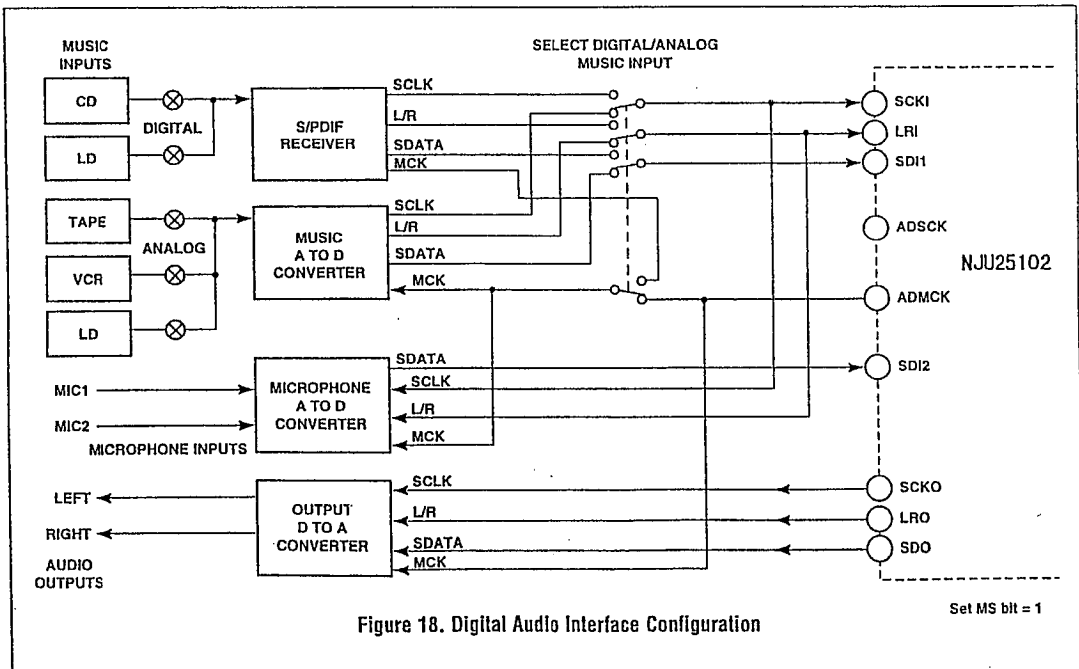 MUSIC
INPUTS
SELECT DIGITAL/ANALOG
MUSIC INPUT
CD
DIGITAL
LD
S/PDIF
RECEIVER
SCLK
L/R
SDATA
MCK
SCKI
LRI
SDI1
TAPE
ANALOG
VCR
LD
MUSIC
A TO D
CONVERTER
SCLK
L/R
SDATA
MCK
ADSCK
NJU25102
ADMCK
MIC1
MIC2
MICROPHONE INPUTS
MICROPHONE
A TO D
CONVERTER
SDATA
SCLK
L/R
MCK
SDI2
LEFT
RIGHT
AUDIO
OUTPUTS
OUTPUT
D TO A
CONVERTER
SCLK
L/R
SDATA
MCK
SCKO
LRO
SDO
Set MS bit = 1
Figure 18. Digital Audio Interface Configuration